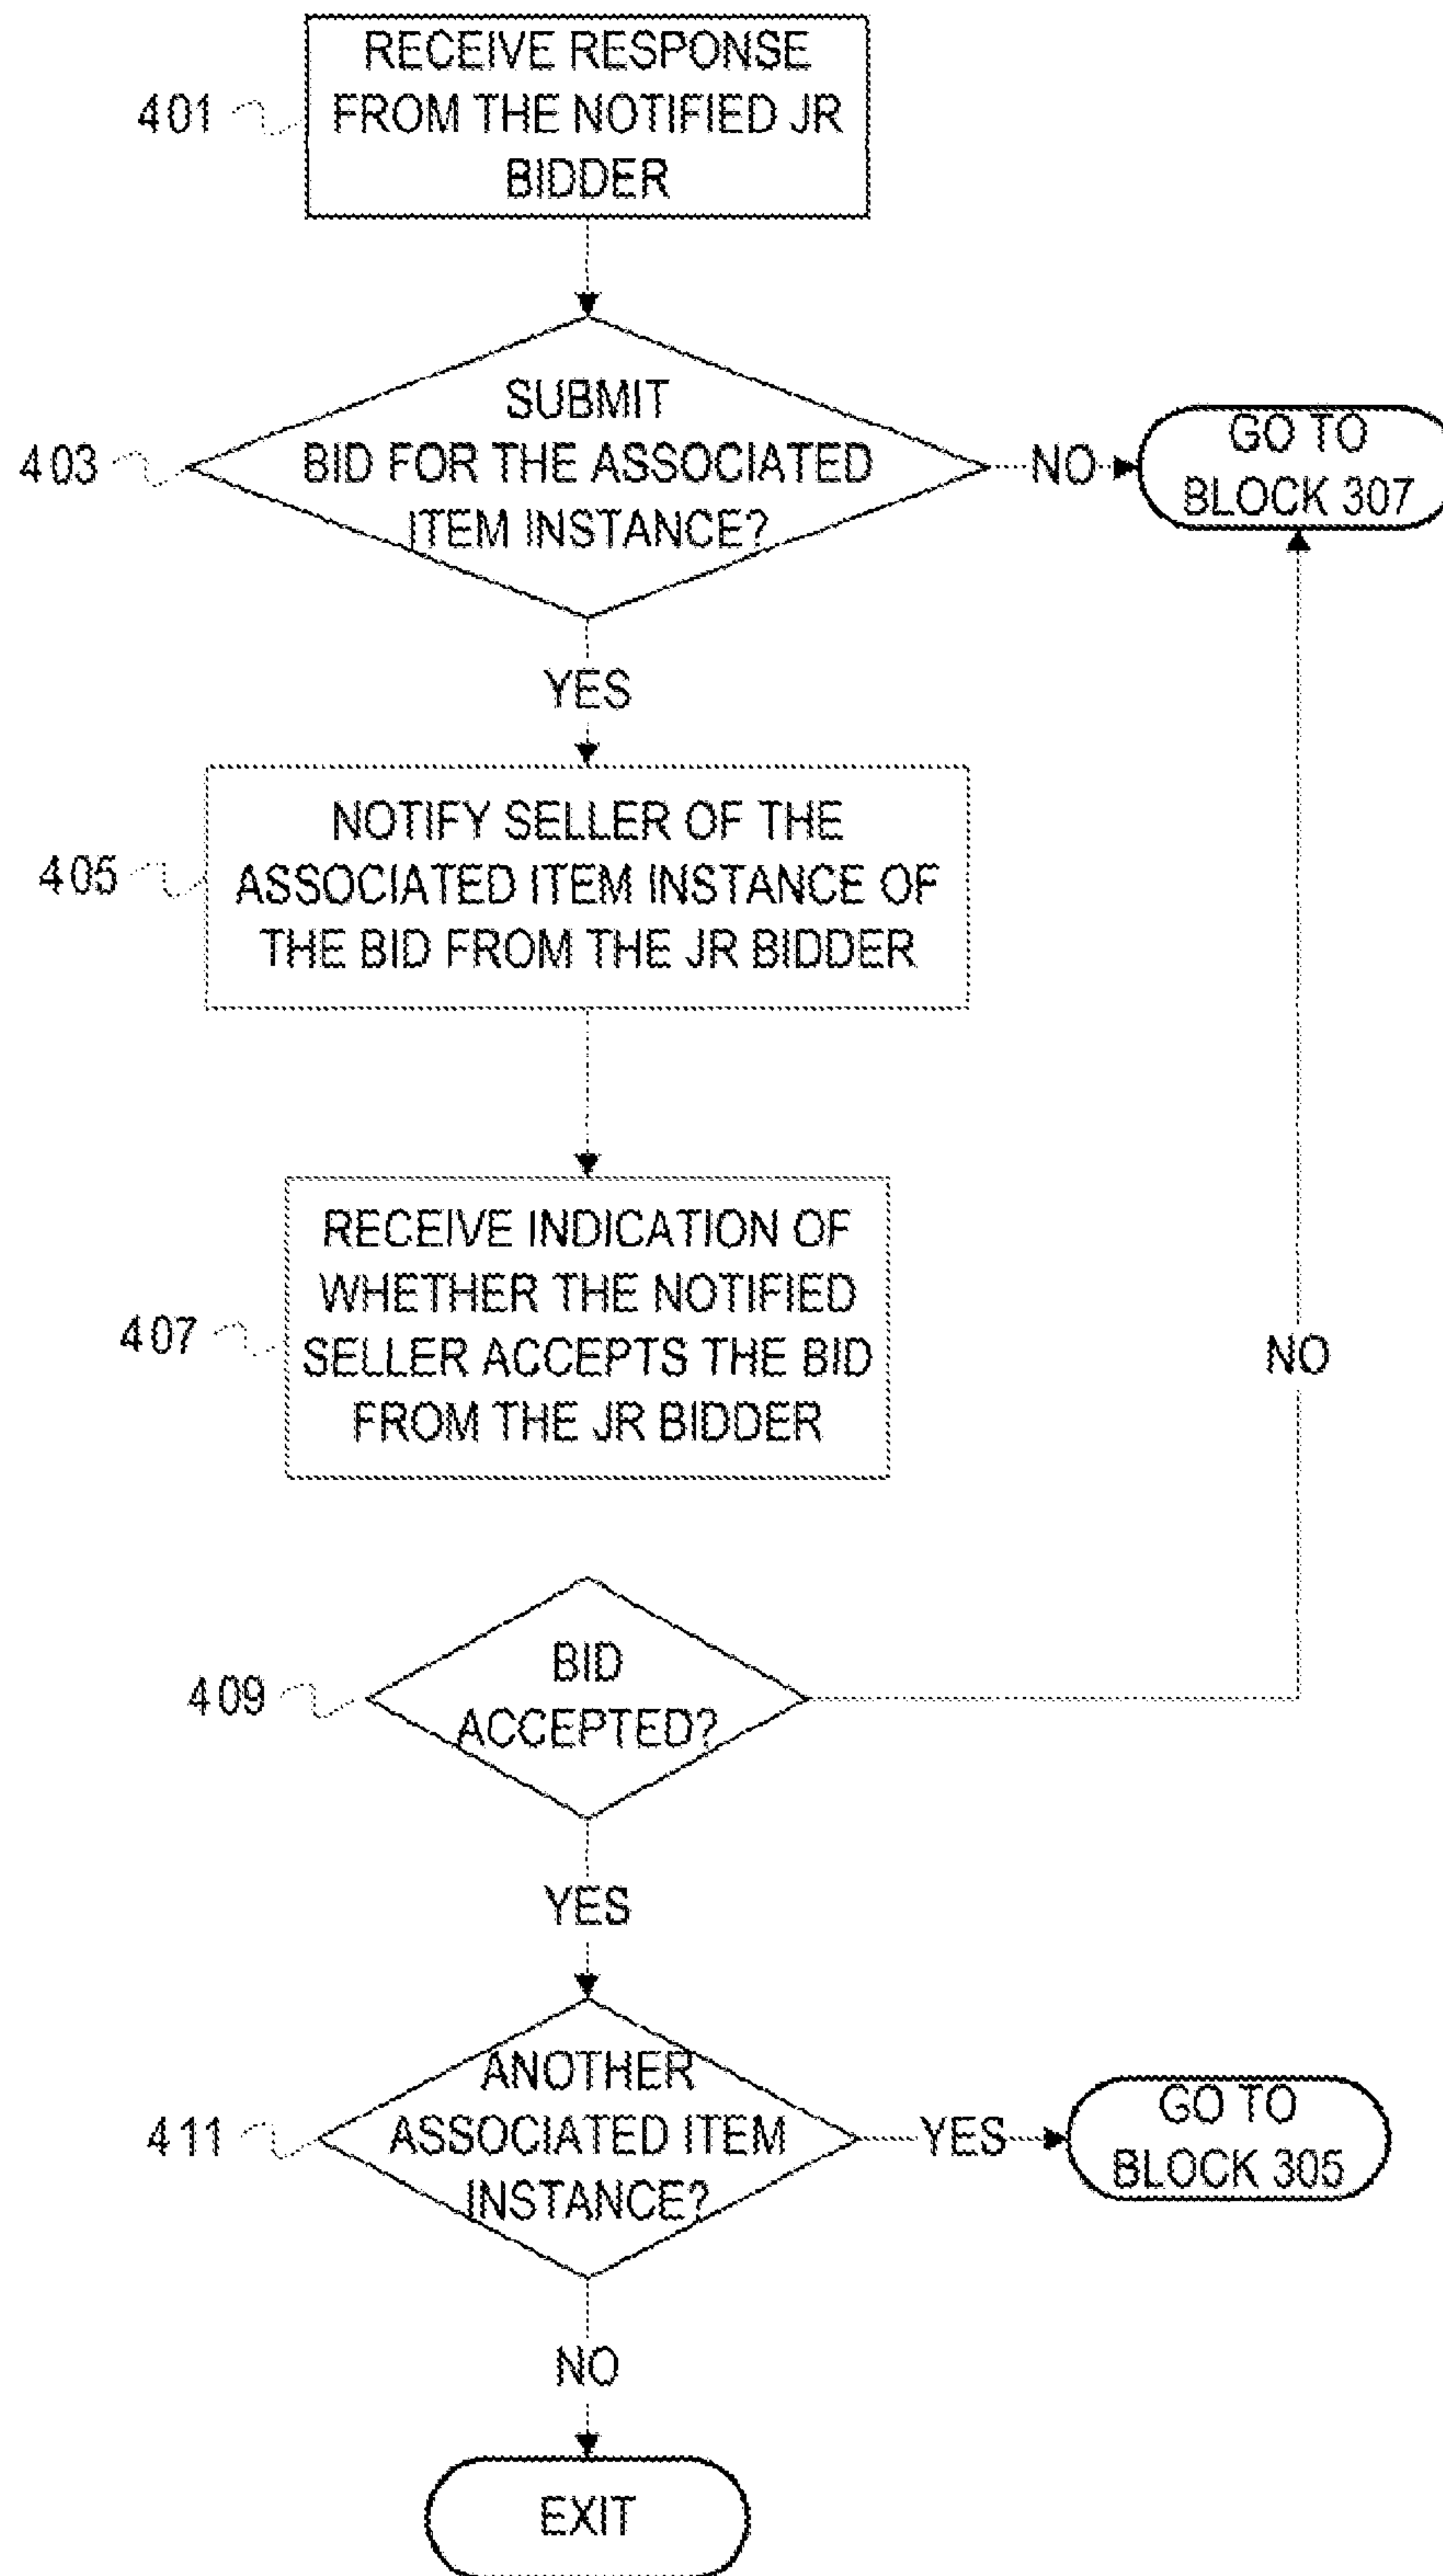 RECEIVE RESPONSE
FROM THE NOTIFIED JR
BIDDER
401
SUBMIT
BID FOR THE ASSOCIATED
ITEM INSTANCE?
403
NO
GO TO
BLOCK 307
YES
NOTIFY SELLER OF THE
ASSOCIATED ITEM INSTANCE OF
THE BID FROM THE JR BIDDER
405
RECEIVE INDICATION OF
WHETHER THE NOTIFIED
SELLER ACCEPTS THE BID
FROM THE JR BIDDER
407
NO
BID
ACCEPTED?
409
YES
ANOTHER
ASSOCIATED ITEM
INSTANCE?
411
YES
GO TO
BLOCK 305
NO
EXIT